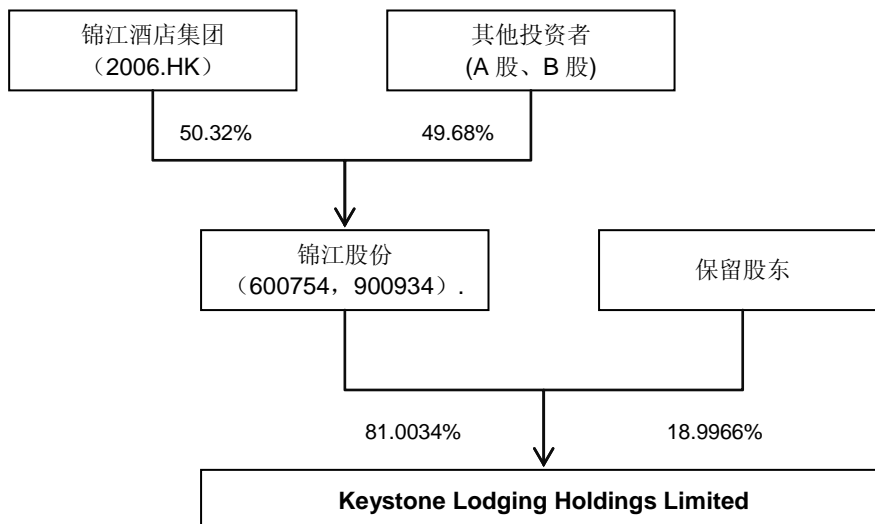 锦江酒店集团
（2006.HK）
其他投资者
(A 股、B 股)
50.32%
49.68%
锦江股份
（600754，900934）.
保留股东
81.0034%
18.9966%
Keystone Lodging Holdings Limited